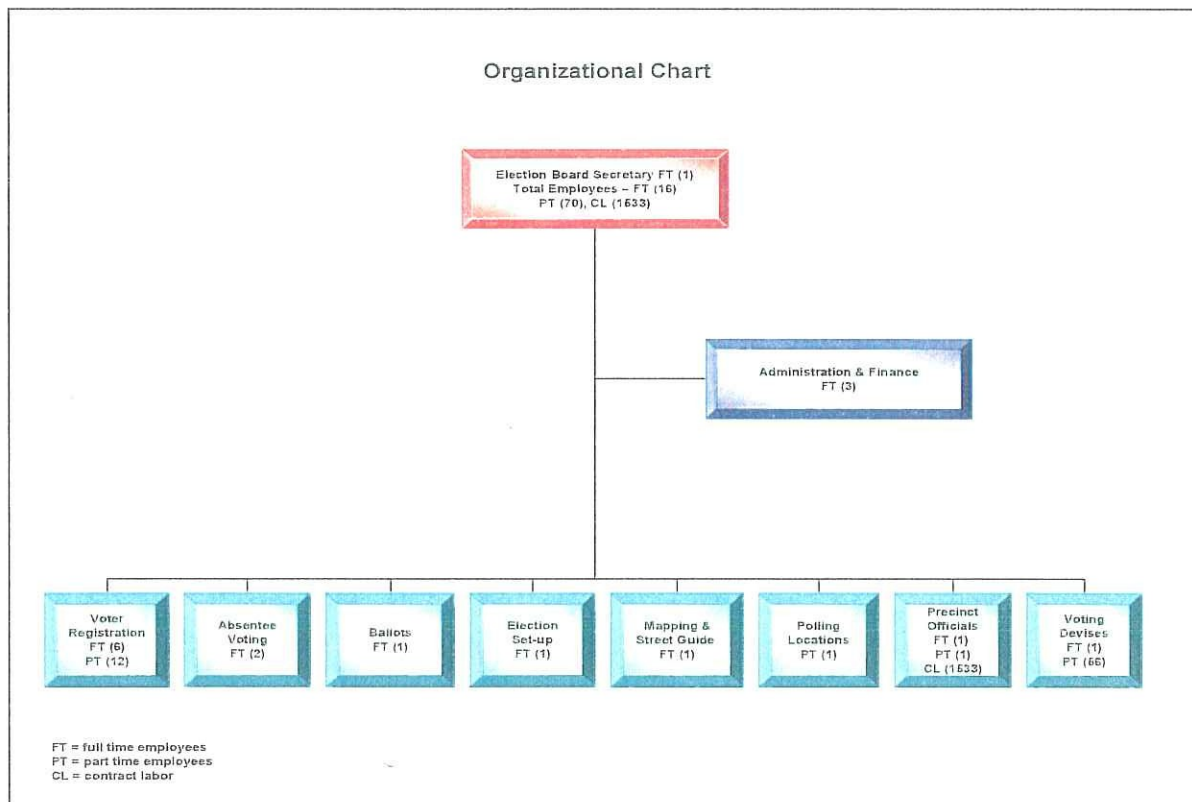 Organizational Chart
Election Board Secretary FT (1)
Total Employees – FT (16)
PT (70), CL (1533)
Administration & Finance
FT (3)
Voter
Registration
FT (6)
PT (12)
Absentee
Voting
FT (2)
Ballots
FT (1)
Election
Set-up
FT (1)
Mapping &
Street Guide
FT (1)
Polling
Locations
PT (1)
Precinct
Officials
FT (1)
PT (1)
CL (1533)
Voting
Devises
FT (1)
PT (56)
FT = full time employees
PT = part time employees
CL = contract labor